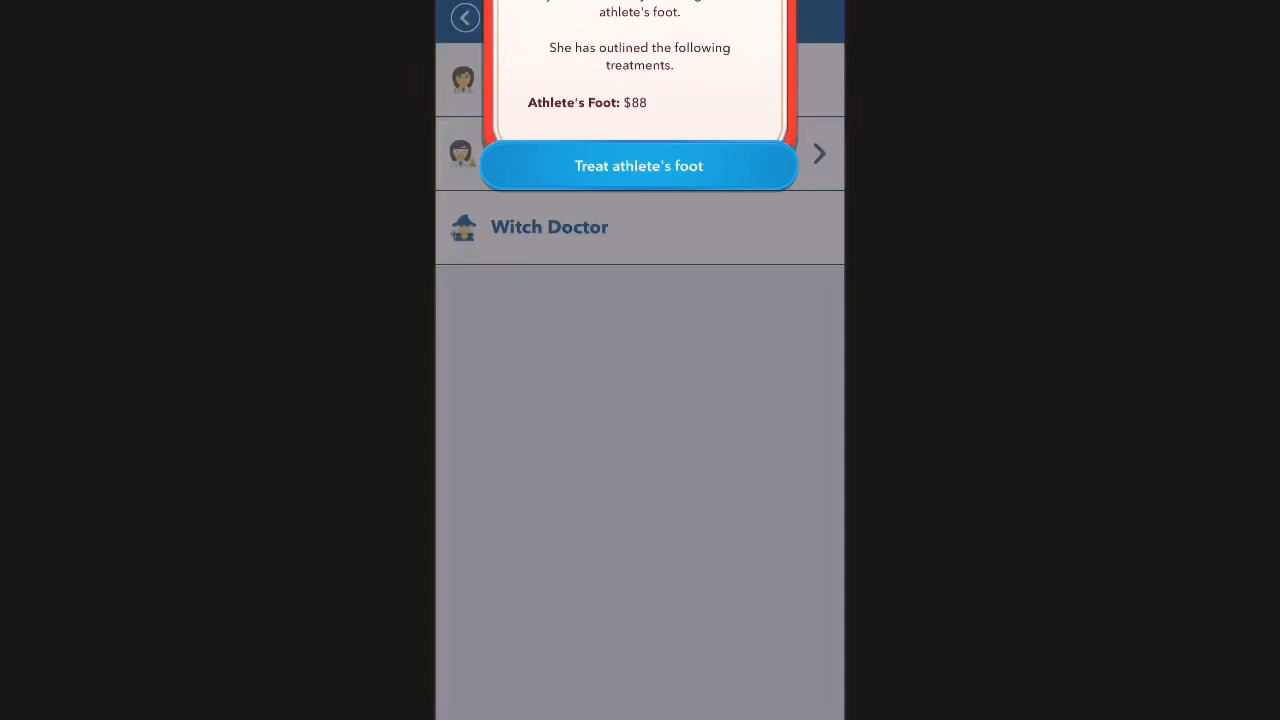 athlete's foot.
She has outlined the following
treatments.
Athlete's Foot: $88
Treat athlete's foot
Witch Doctor